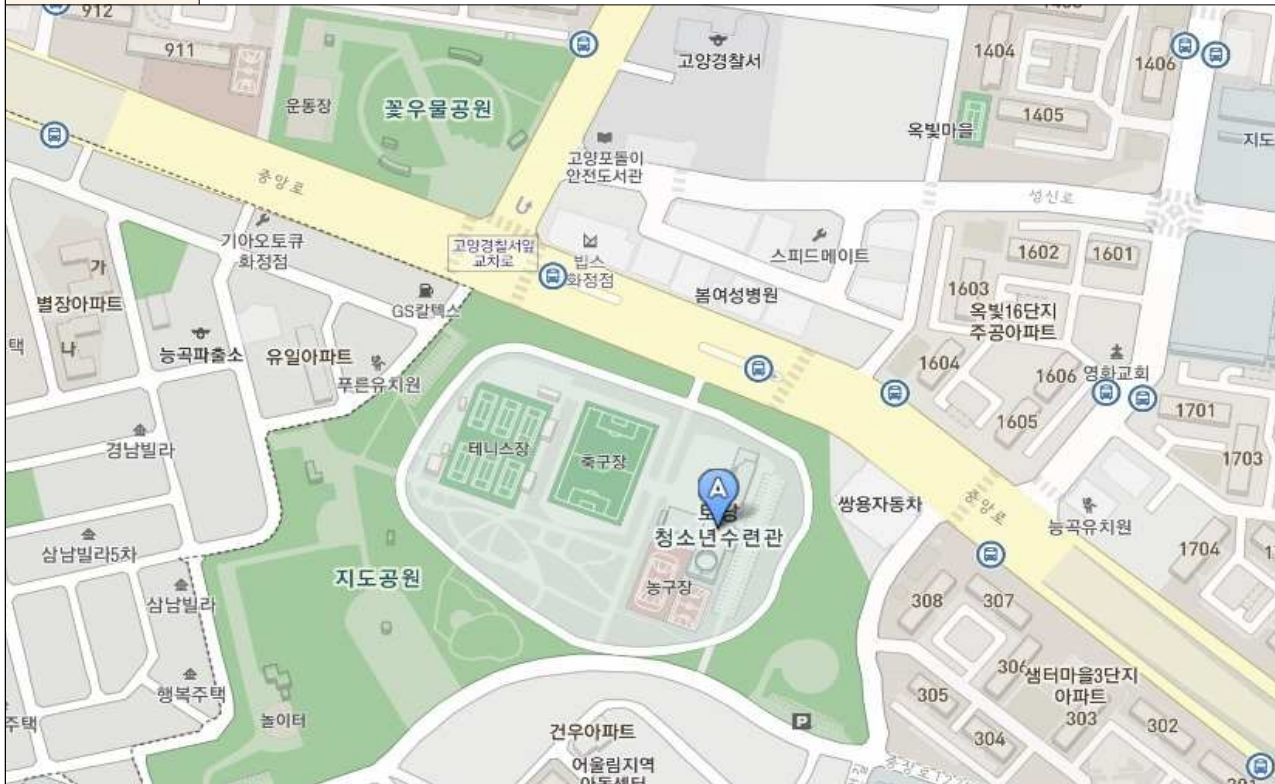 912
911
운동장
꽃우물공원
고양경찰서
1404
1406
1405
옥빛마을
지도
고양포돌이
안전도서관
중앙로
성신로
기아오토큐
화정점
고양경찰서앞
교차로
빕스
화정점
스피드메이트
1602
1601
가
별장아파트
나
GS칼텍스
봄여성병원
1603
옥빛16단지
주공아파트
택
능곡파출소
유일아파트
푸른유치원
1604
1606
영화교회
1605
1701
경남빌라
테니스장
축구장
1703
A
청소년수련관
쌍용자동차
중앙로
능곡유치원
삼남빌라5차
1704
지도공원
삼남빌라
농구장
308
307
306
샘터마을3단지
아파트
행복주택
305
303
302
주택
놀이터
304
P
건우아파트
어울림지역
아동센터